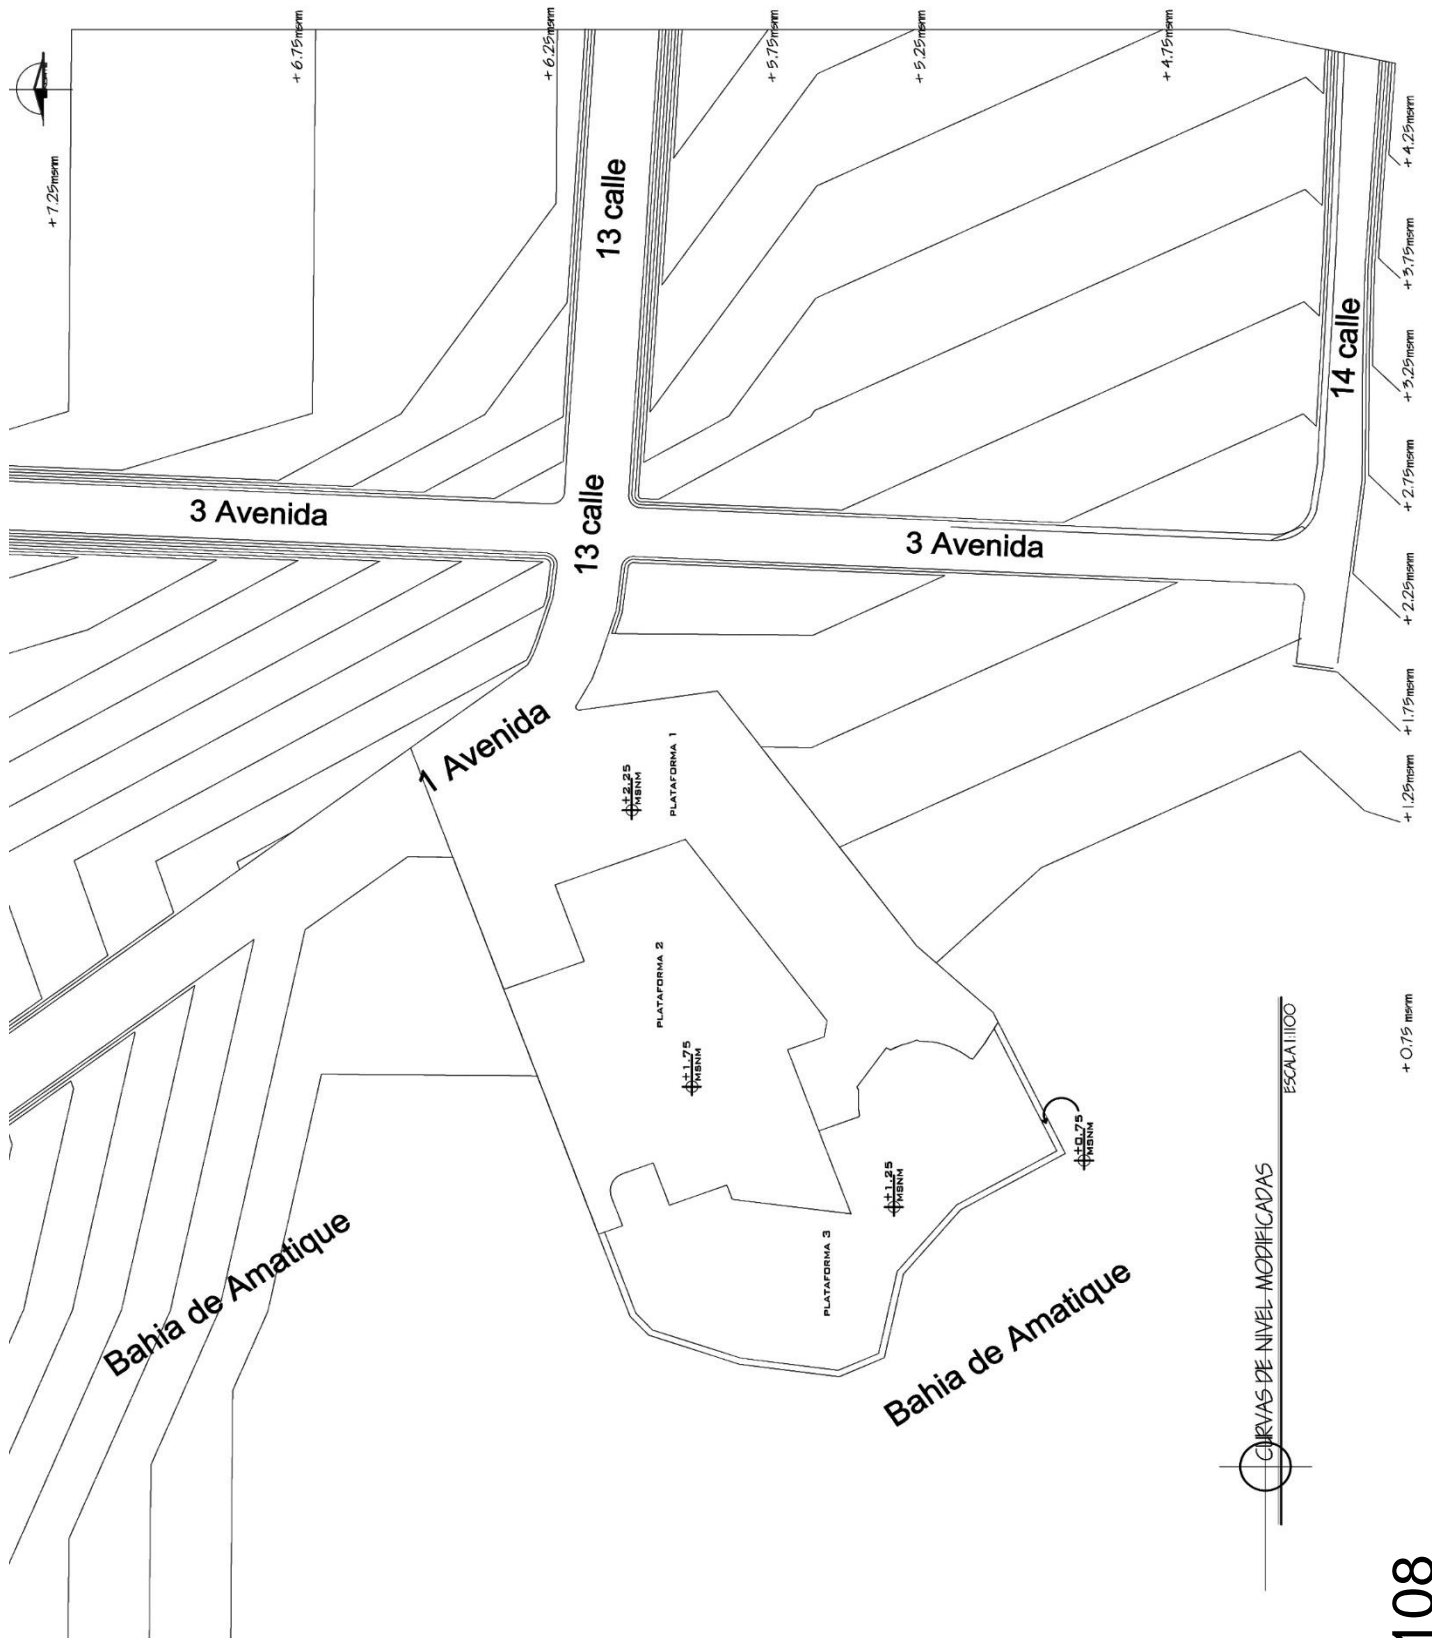 + 7.25msnm
+ 6.75msnm
+ 6.25msnm
+ 5.75msnm
+ 5.25msnm
+ 4.75msnm
+ 4.25msnm
+ 3.75msnm
+ 3.25msnm
+ 2.75msnm
+ 2.25msnm
+ 1.75msnm
+ 1.25msnm
+ 0.75 msnm
13 calle
14 calle
3 Avenida
13 calle
3 Avenida
1 Avenida
+2.25
MSNM
PLATAFORMA 1
PLATAFORMA 2
+1.75
MSNM
+1.25
MSNM
PLATAFORMA 3
+0.75
MSNM
Bahia de Amatique
Bahia de Amatique
CURVAS DE NIVEL MODIFICADAS
ESCALA 1:1100
108